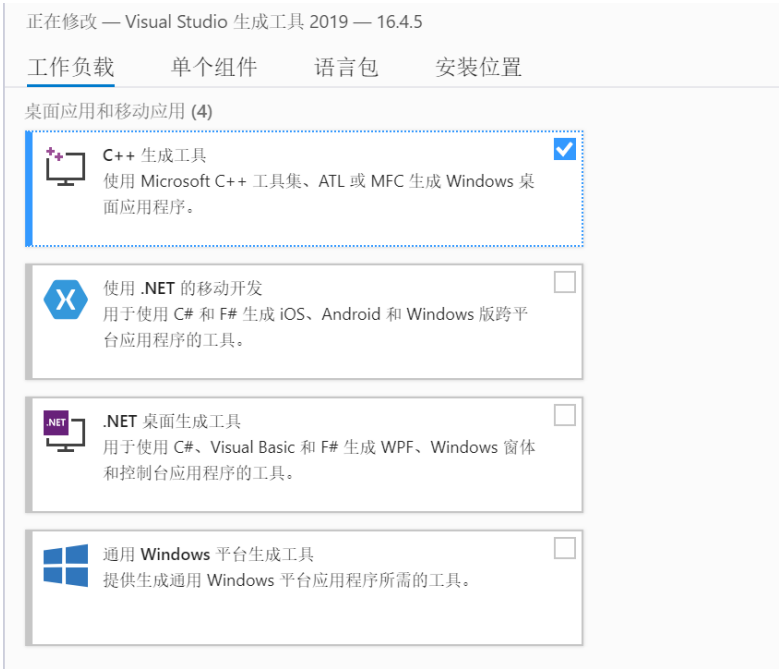 正在修改 — Visual Studio 生成工具 2019 — 16.4.5
工作负载 单个组件 语言包 安装位置
桌面应用和移动应用 (4)
C++ 生成工具
使用 Microsoft C++ 工具集、ATL 或 MFC 生成 Windows 桌
面应用程序。
使用 .NET 的移动开发
用于使用 C# 和 F# 生成 iOS、Android 和 Windows 版跨平
台应用程序的工具。
.NET
.NET 桌面生成工具
用于使用 C#、Visual Basic 和 F# 生成 WPF、Windows 窗体
和控制台应用程序的工具。
通用 Windows 平台生成工具
提供生成通用 Windows 平台应用程序所需的工具。